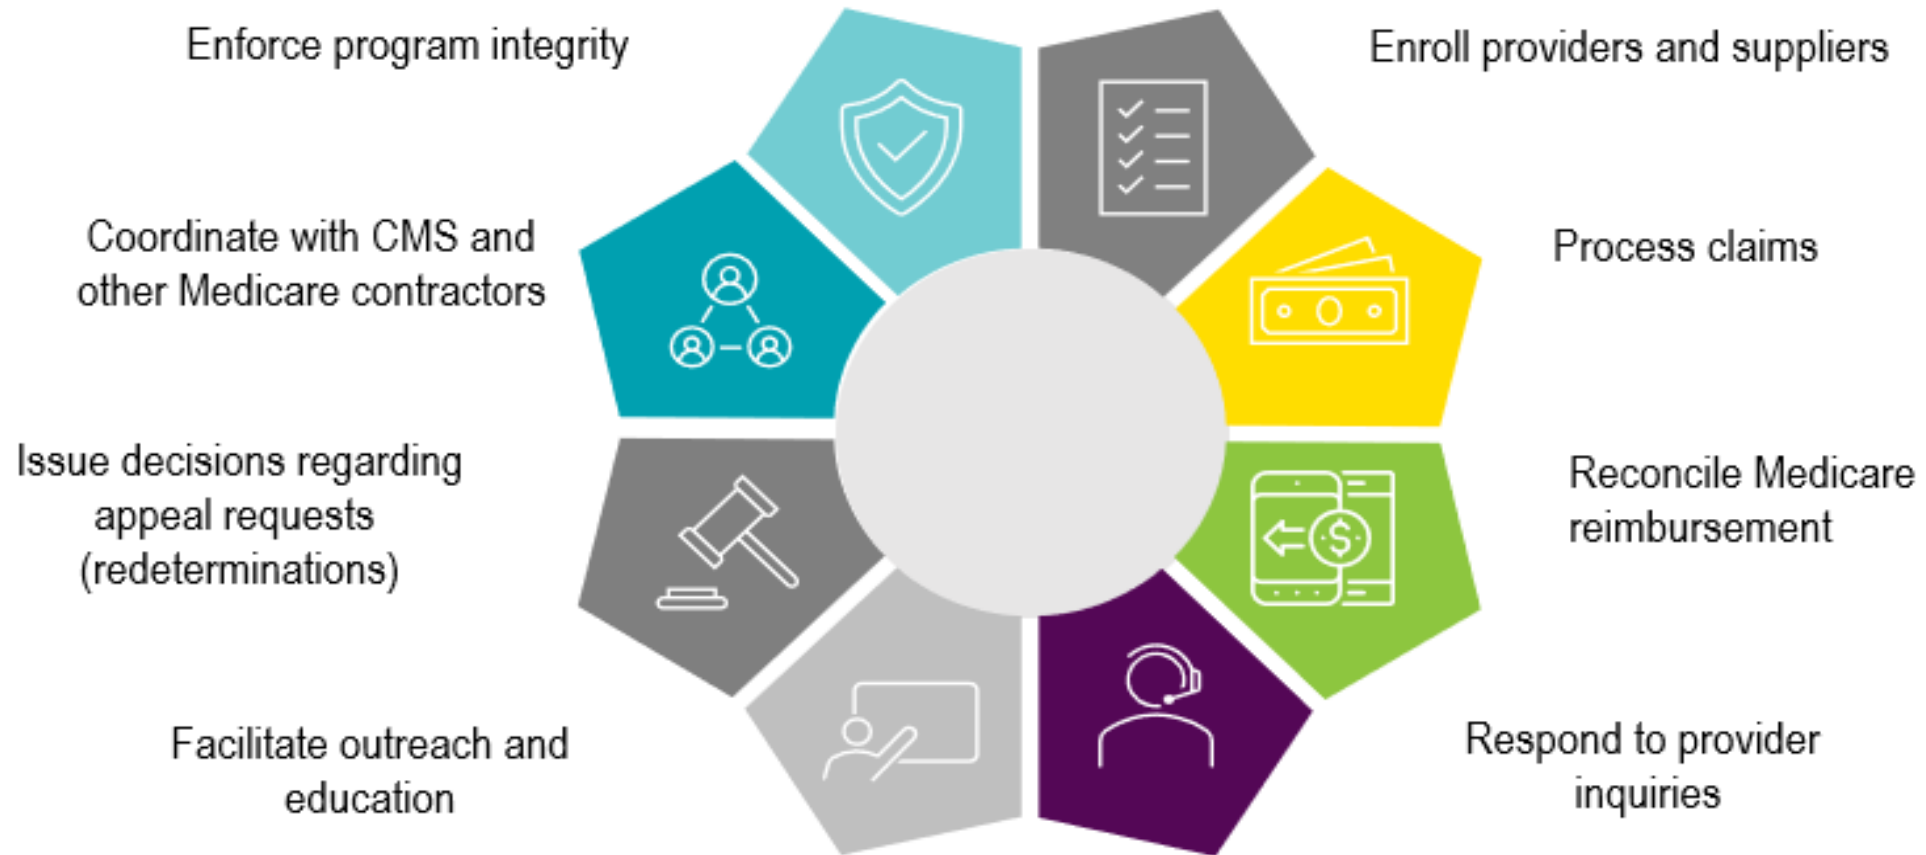 Enforce program integrity
Enroll providers and suppliers
Coordinate with CMS and
other Medicare contractors
Process claims
Issue decisions regarding
appeal requests
(redeterminations)
Reconcile Medicare
reimbursement
Facilitate outreach and
education
Respond to provider
inquiries